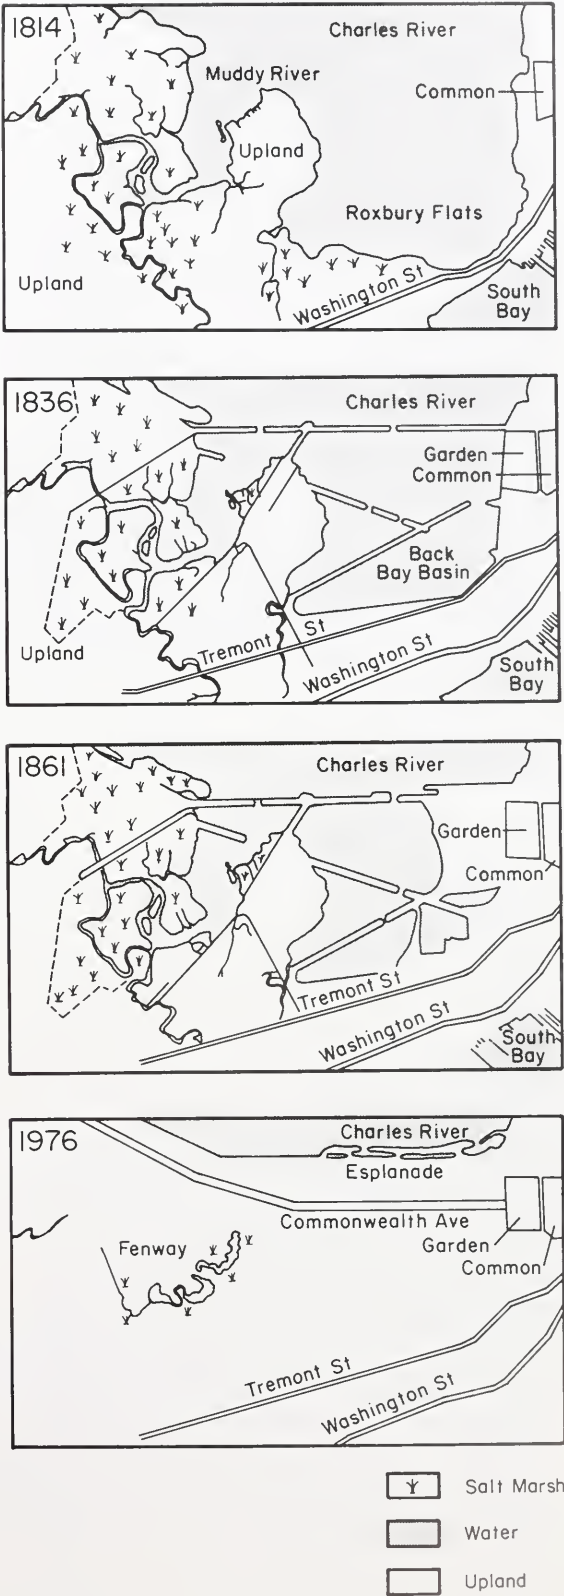 1814
Charles River
Muddy River
Common
Upland
Roxbury Flats
Upland
Washington St
South
Bay
1836
Charles River
Garden
Common
Back
Bay Basin
Upland
Tremont St
Washington St
South
Bay
1861
Charles River
Garden
Common
Tremont St
Washington St
South
Bay
1976
Charles River
Esplanade
Commonwealth Ave
Garden
Fenway
Common
Tremont St
Washington St
Salt Marsh
Water
Upland